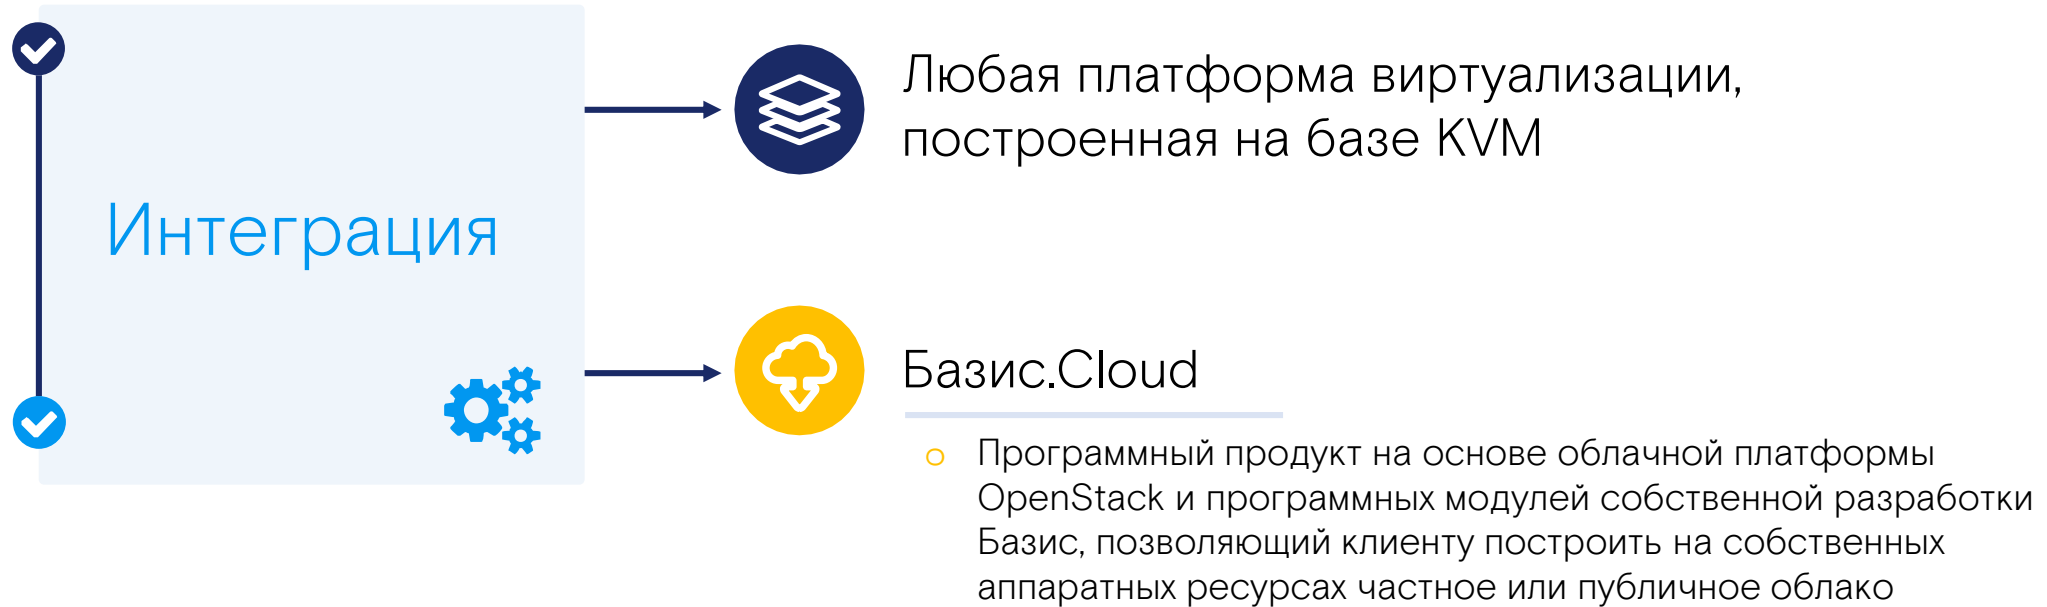 Интеграция
Любая платформа виртуализации,
построенная на базе KVM
Базис.Cloud
Программный продукт на основе облачной платформы
OpenStack и программных модулей собственной разработки
Базис, позволяющий клиенту построить на собственных
аппаратных ресурсах частное или публичное облако